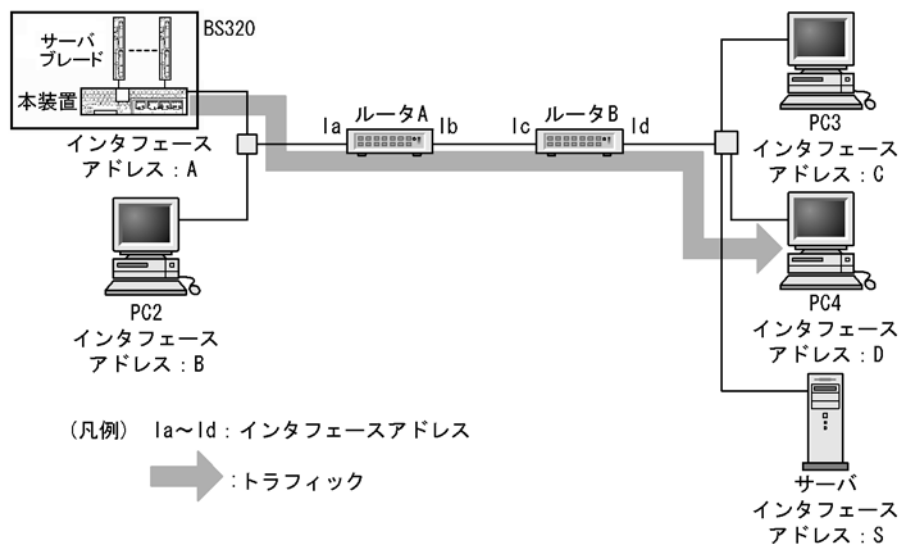 BS320
サーバ
ブレード
本装置
インタフェース
アドレス：A
PC2
インタフェース
アドレス：B
Ia
ルータA
Ib
Ic
ルータB
Id
PC3
インタフェース
アドレス：C
PC4
インタフェース
アドレス：D
サーバ
インタフェース
アドレス：S
（凡例） Ia～Id：インタフェースアドレス
：トラフィック